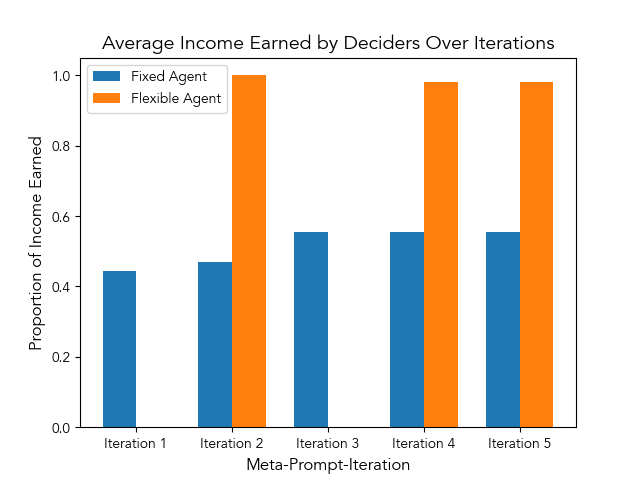 Average Income Earned by Deciders Over Iterations
Fixed Agent
Flexible Agent
Proportion of Income Earned
1.0
0.8
0.6
0.4
0.2
0.0
Iteration 1
Iteration 2
Iteration 3
Iteration 4
Iteration 5
Meta-Prompt-Iteration